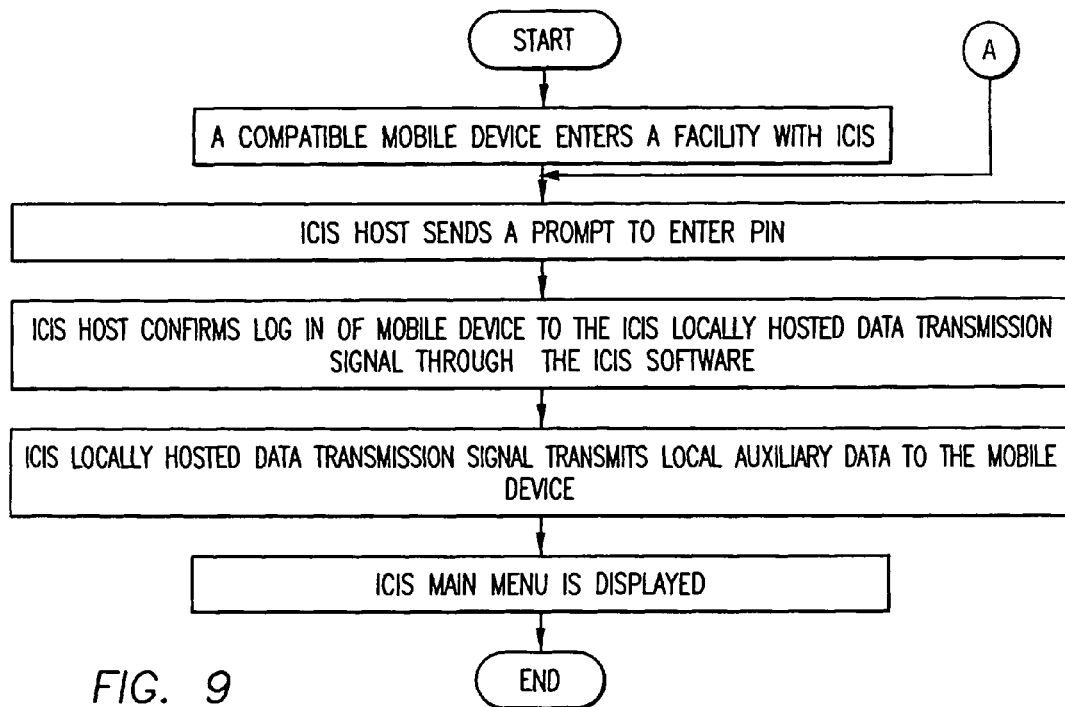 START
A
A COMPATIBLE MOBILE DEVICE ENTERS A FACILITY WITH ICIS
ICIS HOST SENDS A PROMPT TO ENTER PIN
ICIS HOST CONFIRMS LOG IN OF MOBILE DEVICE TO THE ICIS LOCALLY HOSTED DATA TRANSMISSION
SIGNAL THROUGH THE ICIS SOFTWARE
ICIS LOCALLY HOSTED DATA TRANSMISSION SIGNAL TRANSMITS LOCAL AUXILIARY DATA TO THE MOBILE
DEVICE
ICIS MAIN MENU IS DISPLAYED
END
FIG. 9